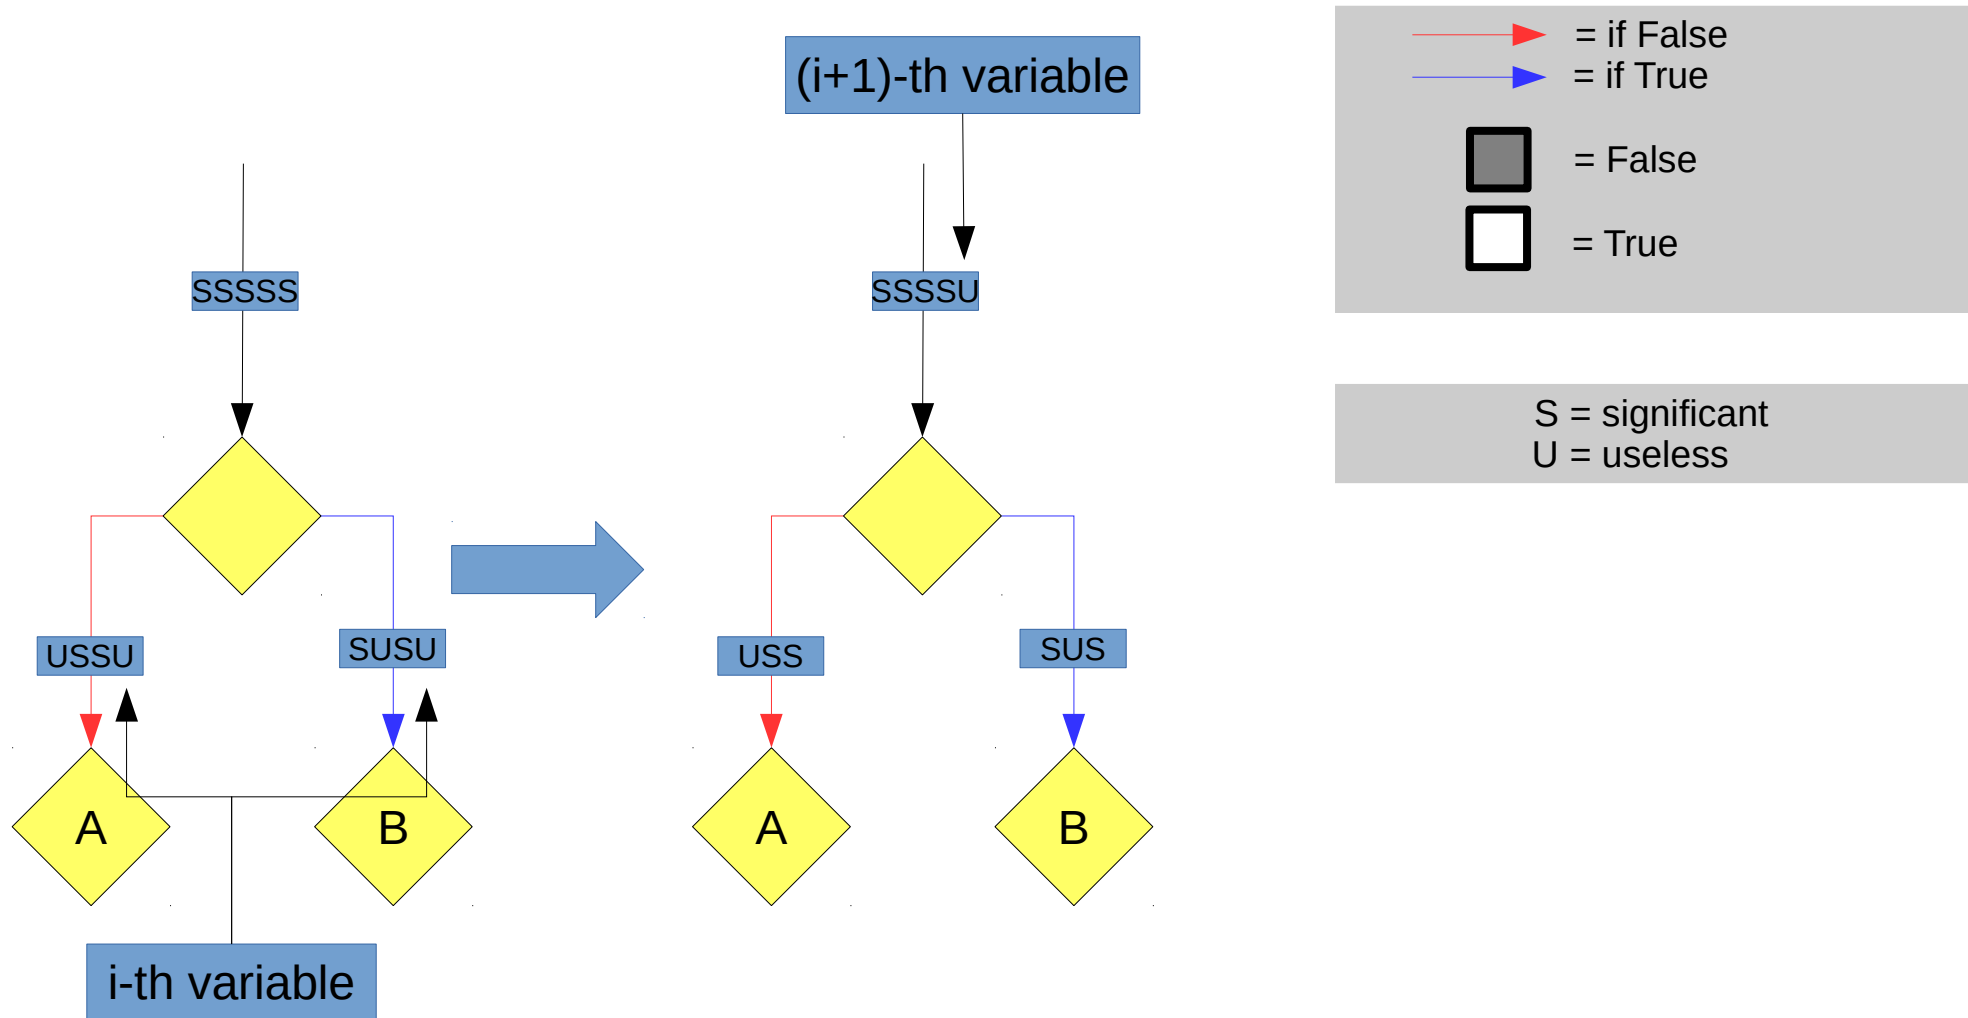 (i+1)-th variable
= if False
= if True
= False
= True
SSSSS
SSSSU
S = significant
U = useless
USSU
SUSU
USS
SUS
A
B
A
B
i-th variable